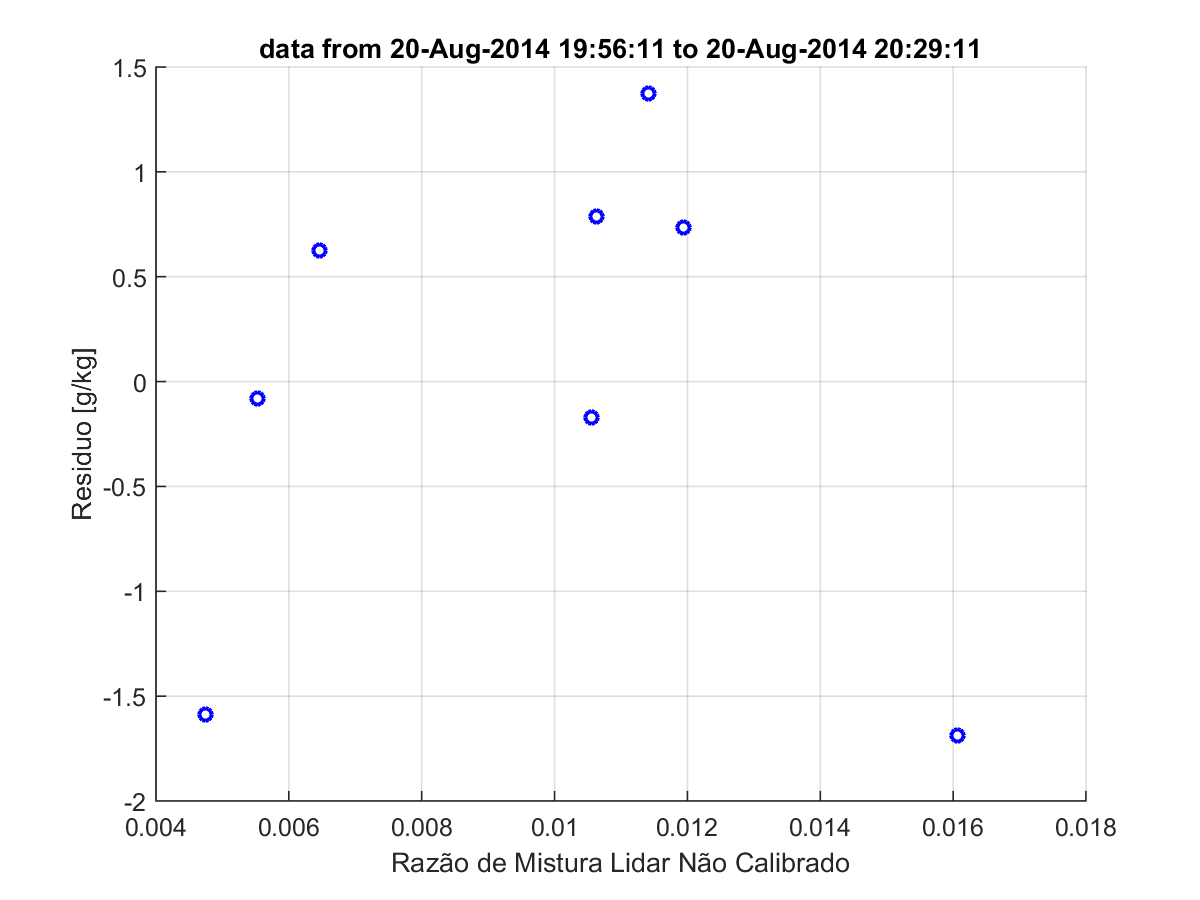 data from 20-Aug-2014 19:56:11 to 20-Aug-2014 20:29:11
1.5
1
0.5
0
-0.5
-1
-1.5
-2
Residuo [g/kg]
0.004 0.006 0.008 0.01 0.012 0.014 0.016 0.018
Razão de Mistura Lidar Não Calibrado